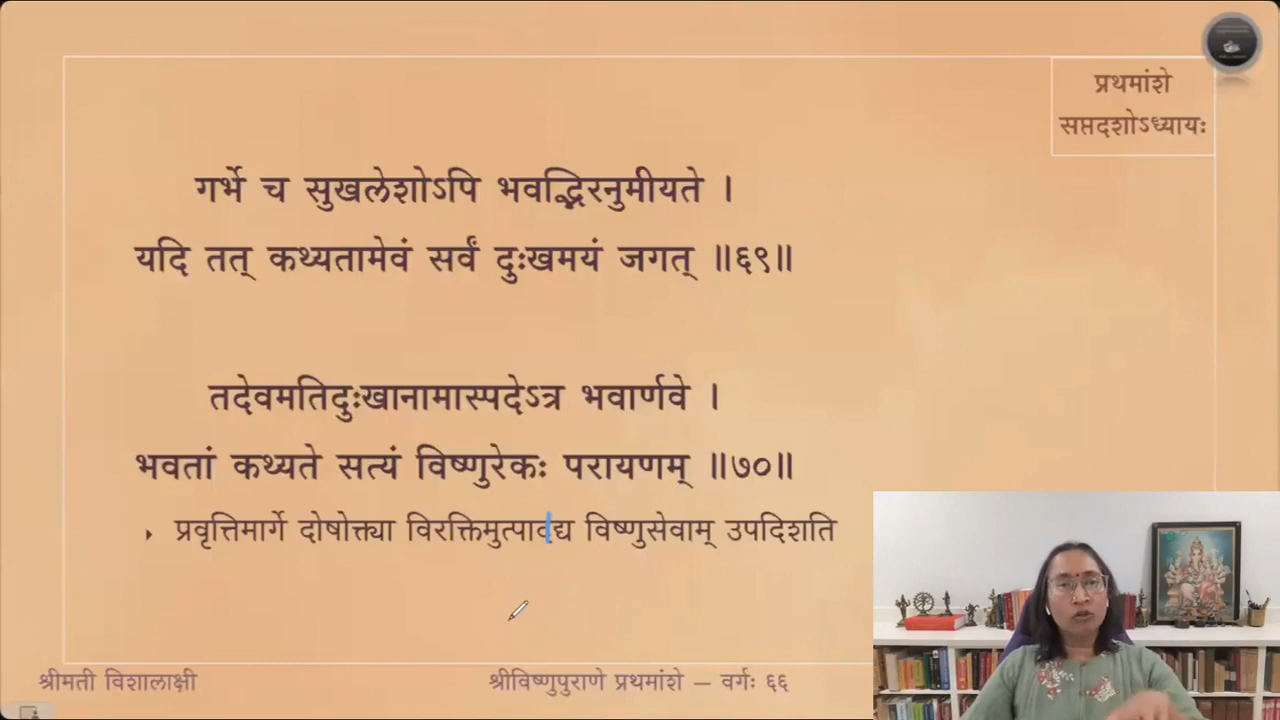 प्रथमांशे
सप्तदशोऽध्यायः
गर्भे च सुखलेशोऽपि भवद्भिरनुमीयते ।
यदि तत् कथ्यतामेवं सर्वं दुःखमयं जगत् ॥६९॥
तदेवमतिदुःखानामास्पदेऽत्र भवार्णवे ।
भवतां कथ्यते सत्यं विष्णुरेकः परायणम् ॥७०॥
प्रवृत्तिमार्गे दोषोक्त्या विरक्तिमुत्पादद्य विष्णुसेवाम् उपदिशति
श्रीमती विशालाक्षी
श्रीविष्णुपुराणे प्रथमांशे – वर्गः ६६